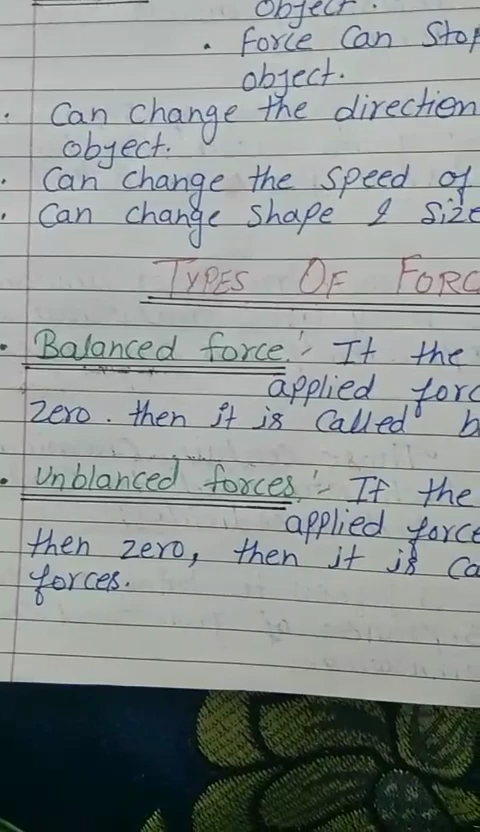 object.
. Force Can Stop
object.
. Can change the direction
object.
. Can change the speed of
. Can change shape & size
TYPES OF FORC
. Balanced force :- If the
applied forc
zero. then it is Called b
. Unblanced forces :- If the
applied force
then zero, then it is Ca
forces.